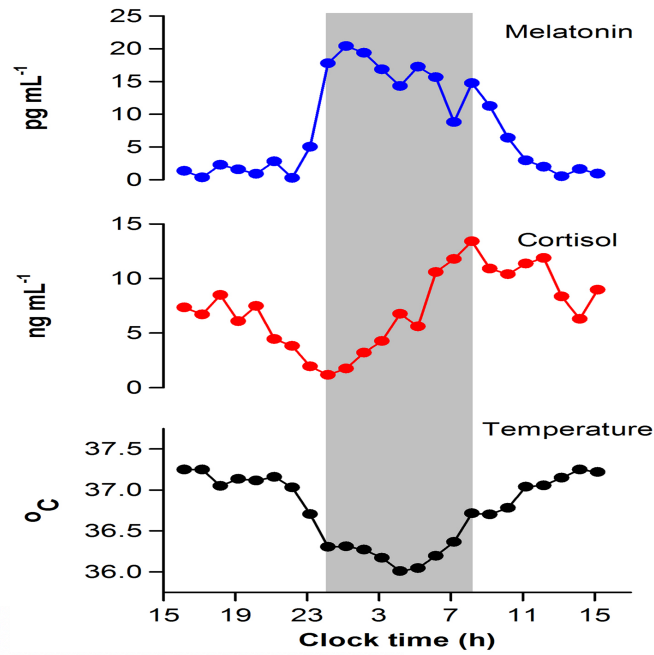 Melatonin
pg mL-1
25
20
15
10
5
0
Cortisol
ng mL-1
15
10
5
0
Temperature
oC
37.5
37.0
36.5
36.0
15 19 23 3 7 11 15
Clock time (h)